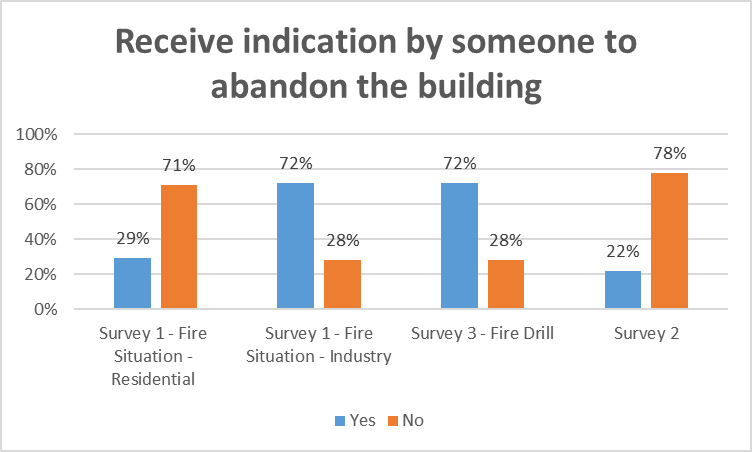 Receive indication by someone to
abandon the building
100%
80%
60%
40%
20%
0%
29%
71%
72%
28%
72%
28%
22%
78%
Survey 1 - Fire
Situation -
Residential
Survey 1 - Fire
Situation - Industry
Survey 3 - Fire Drill
Survey 2
Yes
No